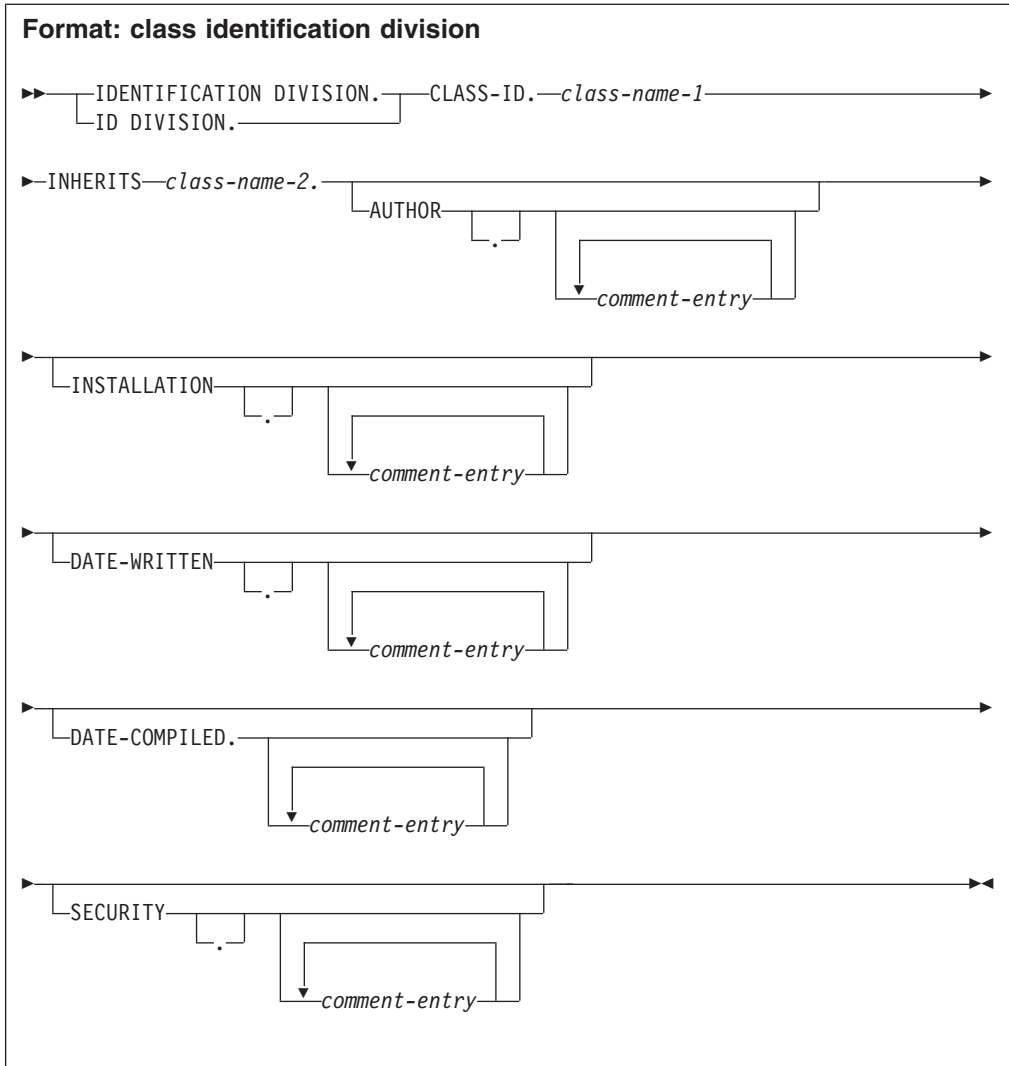 Format: class identification division
IDENTIFICATION DIVISION. CLASS-ID. class-name-1
ID DIVISION.
INHERITS class-name-2.
AUTHOR
.
comment-entry
INSTALLATION
.
comment-entry
DATE-WRITTEN
.
comment-entry
DATE-COMPILED.
comment-entry
SECURITY
.
comment-entry